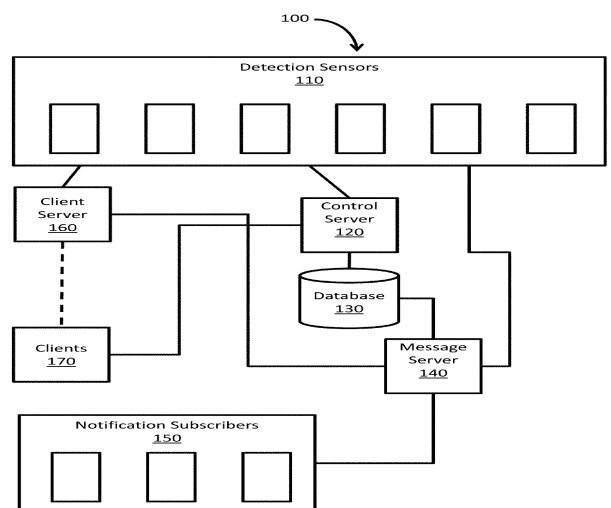 100
Detection Sensors
110
Client
Server
160
Control
Server
120
Database
130
Clients
170
Message
Server
140
Notification Subscribers
150